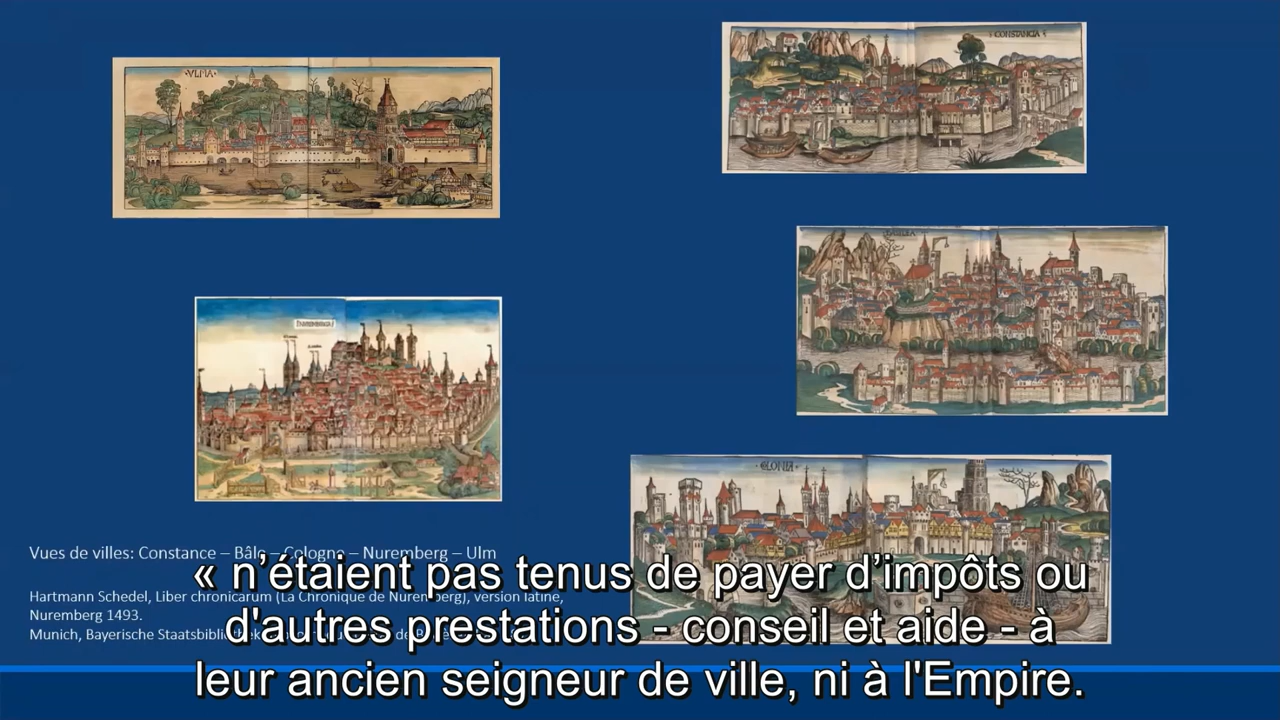 VLMA
CONSTANCIA
COLONIA
Vues de villes: Constance – Bâle – Cologne – Nuremberg – Ulm
Hartmann Schedel, Liber chronicarum (La Chronique de Nuremberg), version latine,
Nuremberg 1493.
Munich, Bayerische Staatsbibliothek
« n’étaient pas tenus de payer d’impôts ou
d'autres prestations - conseil et aide - à
leur ancien seigneur de ville, ni à l'Empire.